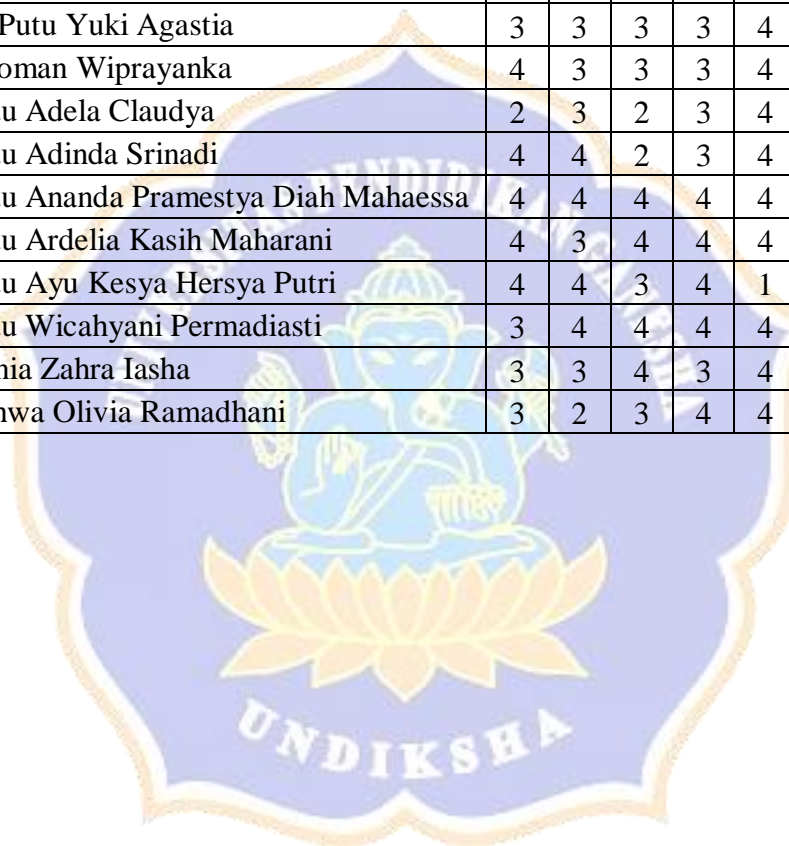 Putu Yuki Agastia 3 3 3 3 4
oman Wiprayanka 4 3 3 3 4
u Adela Claudya 2 3 2 3 4
u Adinda Srinadi 4 4 2 3 4
u Ananda Pramestya Diah Mahaessa 4 4 4 4 4
u Ardelia Kasih Maharani 4 3 4 4 4
u Ayu Kesya Hersya Putri 4 4 3 4 1
u Wicahyani Permadiasti 3 4 4 4 4
nia Zahra Iasha 3 3 4 3 4
wa Olivia Ramadhani 3 2 3 4 4
UNIVERSITAS PENDIDIKAN GANESHA
UNDIKSHA